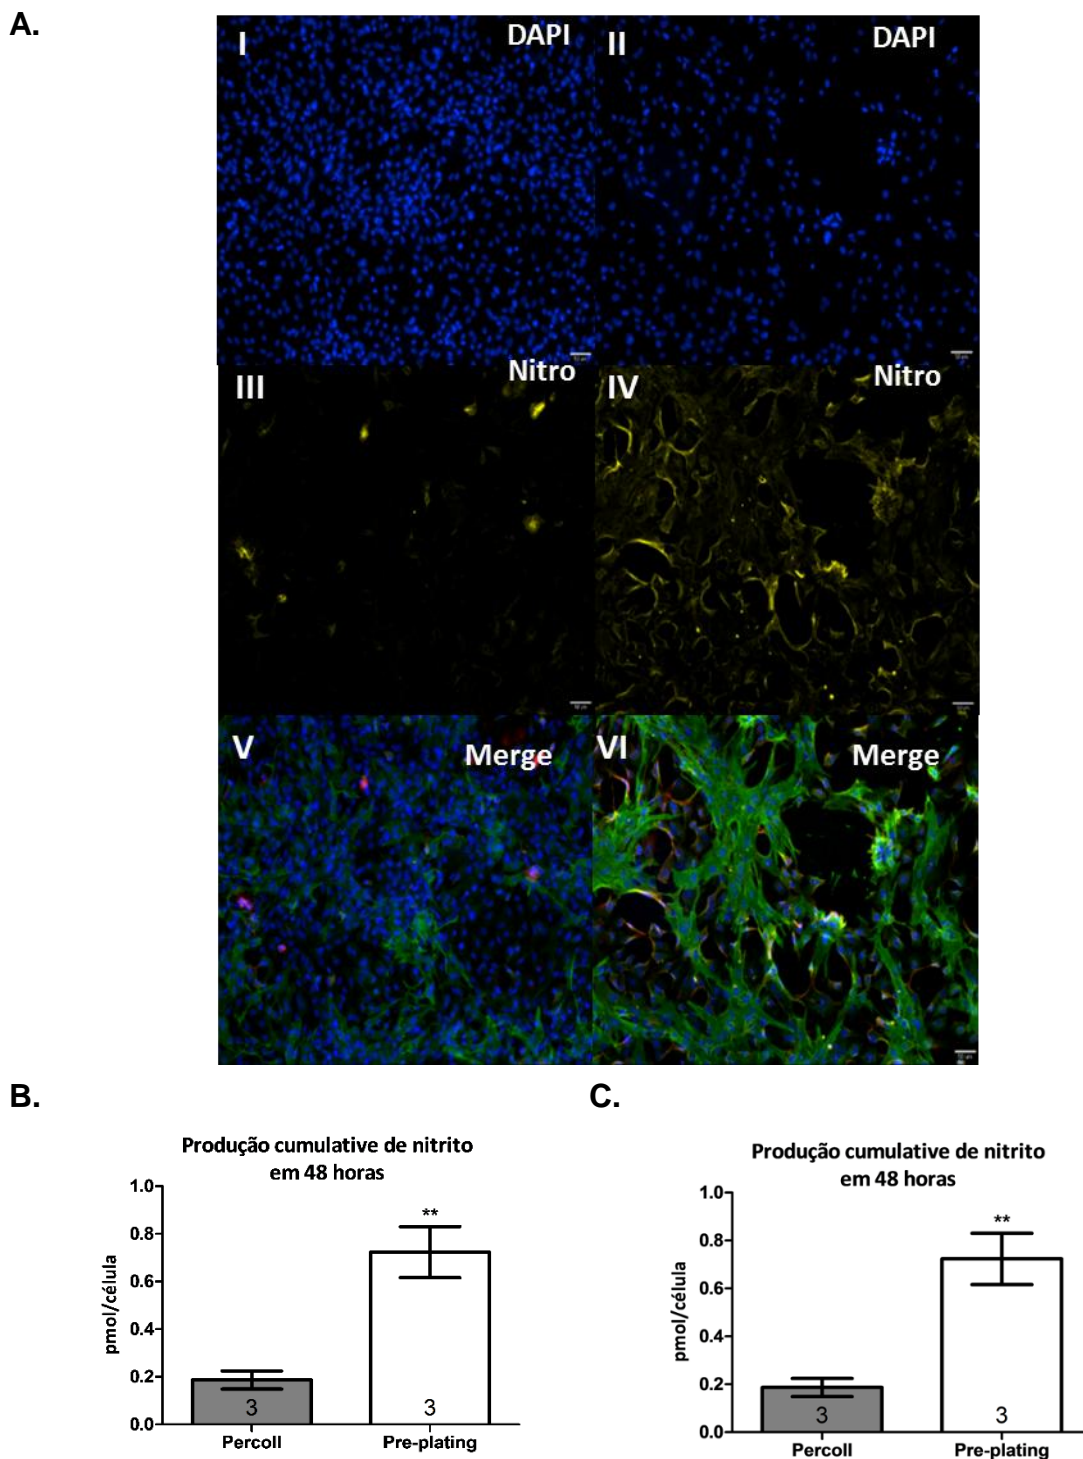 A.
I DAPI
II DAPI
III Nitro
IV Nitro
V Merge
VI Merge
B.
Produção cumulative de nitrito
em 48 horas
pmol/célula
1.0
0.8
0.6
0.4
0.2
0.0
**
3
3
Percoll
Pre-plating
C.
Produção cumulative de nitrito
em 48 horas
pmol/célula
1.0
0.8
0.6
0.4
0.2
0.0
**
3
3
Percoll
Pre-plating